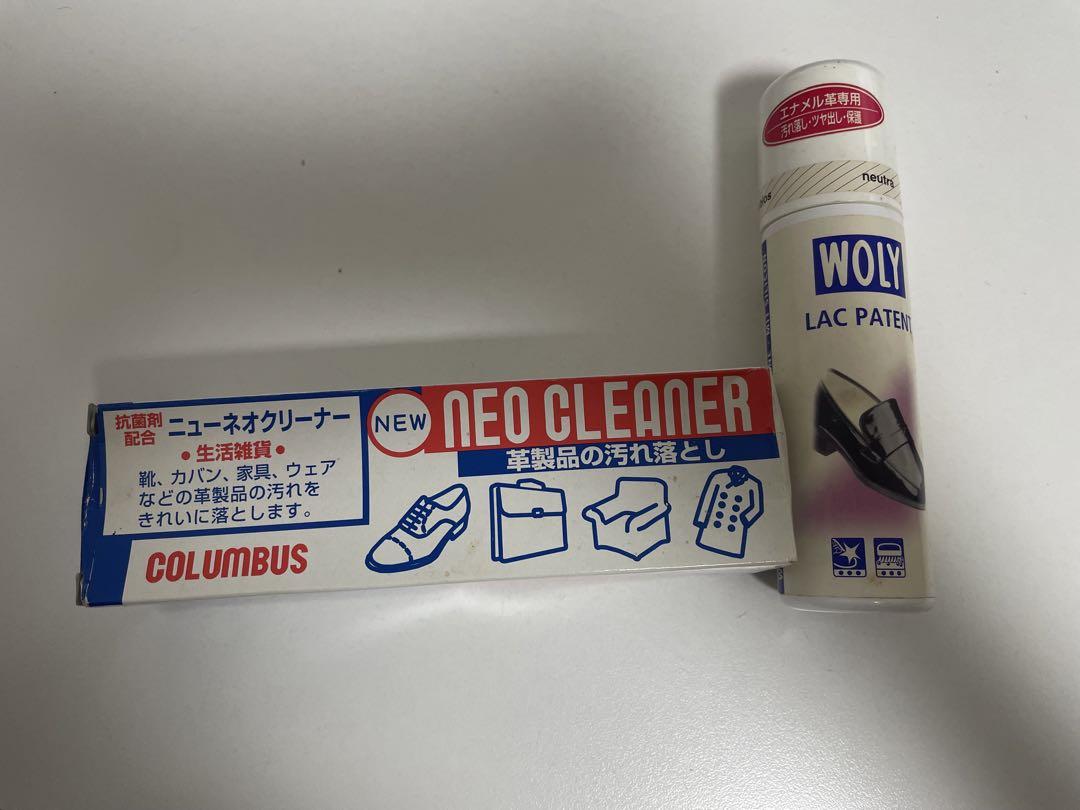 抗菌剤
配合
ニューネオクリーナー
•生活雑貨•
靴、カバン、家具、ウェア
などの革製品の汚れを
きれいに落とします。
COLUMBUS
NEW
NEO CLEANER
革製品の汚れ落とし
エナメル革専用
汚れ落し・ツヤ出し・保護
neutra
WOLY
LAC PATENT